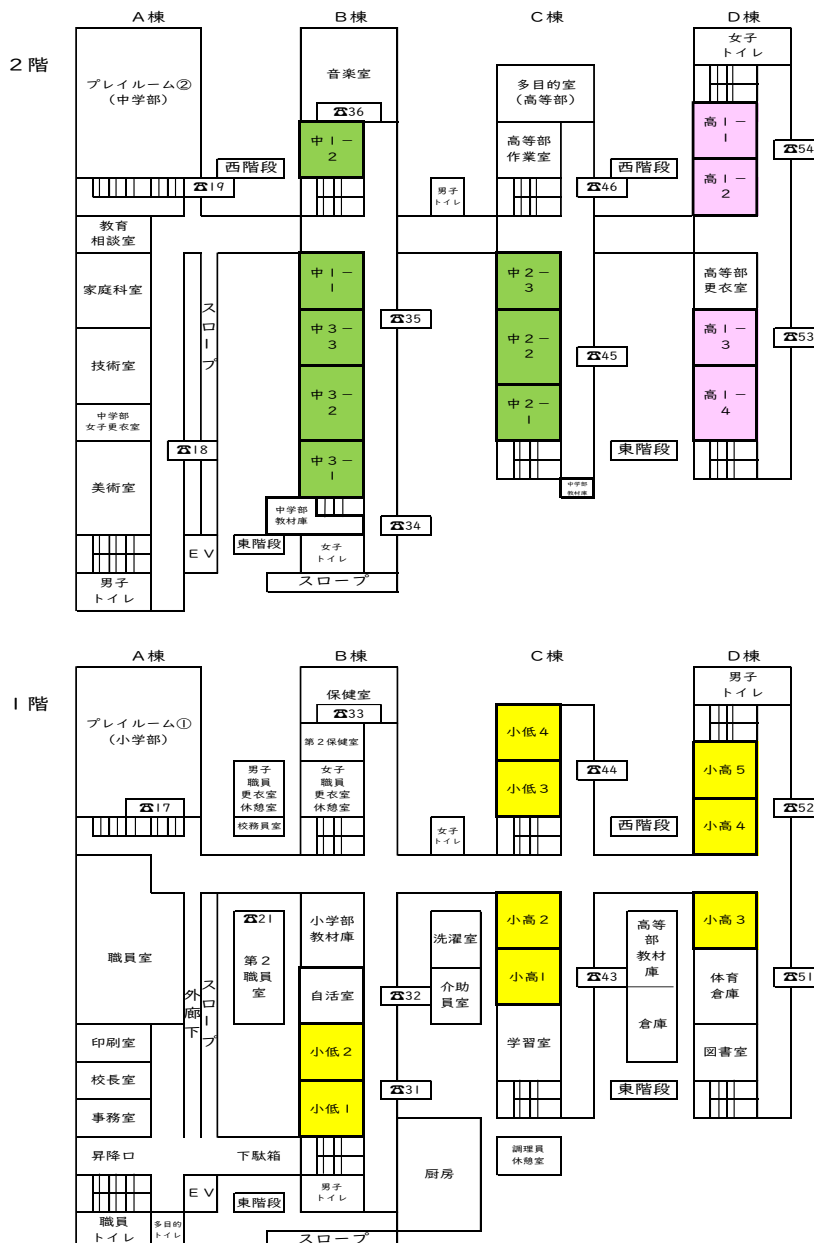 A棟
B棟
C棟
D棟
2階
プレイルーム②
(中学部)
音楽室
☎36
中1-
2
西階段
☎19
男子
トイレ
多目的室
(高等部)
高等部
作業室
☎46
西階段
女子
トイレ
高1-
1
☎54
高1-
2
教育
相談室
家庭科室
技術室
中学部
女子更衣室
美術室
男子
トイレ
スロープ
☎18
EV
中1-
1
中3-
3
☎35
中3-
2
中3-
1
中学部
教材庫
☎34
東階段
女子
トイレ
スロープ
中2-
3
中2-
2
☎45
中2-
1
中学部
教材庫
高等部
更衣室
高1-
3
☎53
高1-
4
東階段
A棟
B棟
C棟
D棟
1階
プレイルーム①
(小学部)
☎17
保健室
☎33
第2保健室
男子
職員
更衣室
休憩室
校務員室
女子
職員
更衣室
休憩室
女子
トイレ
小低4
☎44
小低3
西階段
男子
トイレ
小高5
☎52
小高4
職員室
印刷室
校長室
事務室
昇降口
外廊下
スロープ
☎21
第2
職員
室
小学部
教材庫
自活室
☎32
小低2
小低1
☎31
下駄箱
洗濯室
介助
員室
小高2
小高1
☎43
学習室
高等
部
教材
庫
倉庫
小高3
体育
倉庫
☎51
図書室
東階段
EV
東階段
男子
トイレ
厨房
調理員
休憩室
職員
トイレ
多目的
トイレ
スロープ